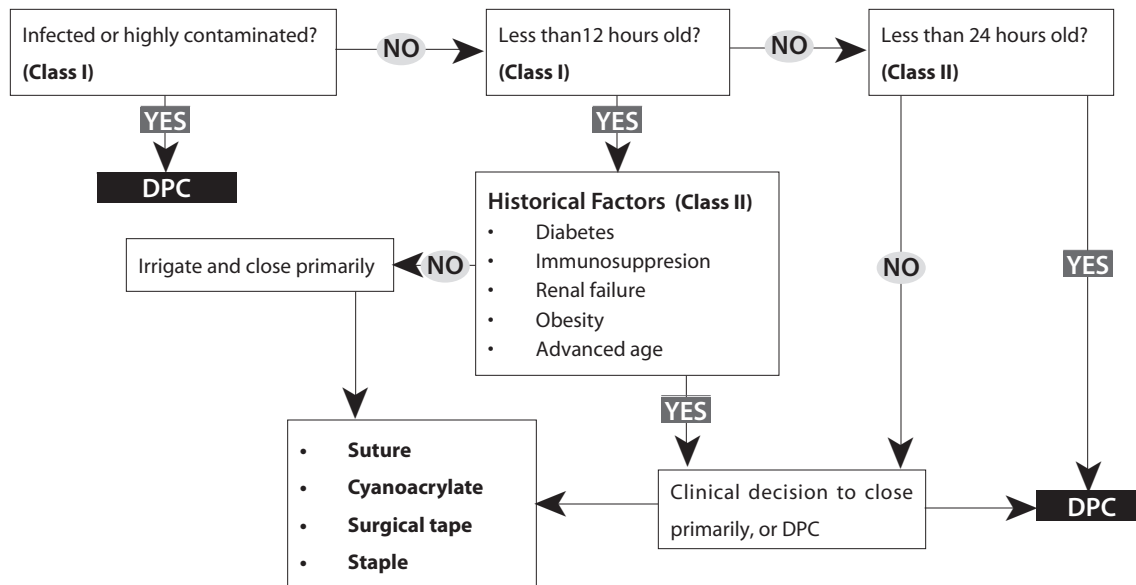 Infected or highly contaminated?
(Class I)
NO
Less than12 hours old?
(Class I)
NO
Less than 24 hours old?
(Class II)
YES
DPC
YES
Historical Factors (Class II)
• Diabetes
• Immunosuppresion
• Renal failure
• Obesity
• Advanced age
NO
Irrigate and close primarily
NO
YES
YES
• Suture
• Cyanoacrylate
• Surgical tape
• Staple
Clinical decision to close
primarily, or DPC
DPC